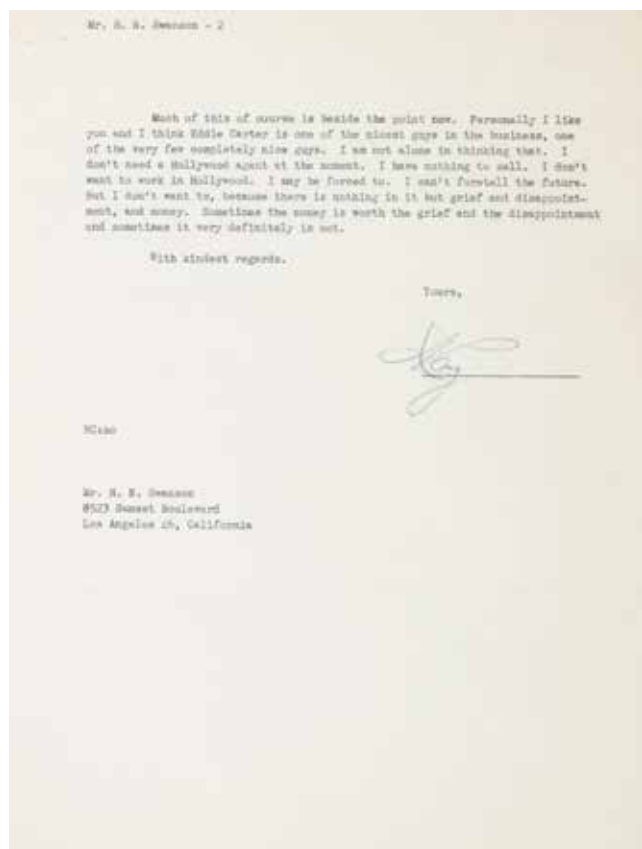 Mr. H. N. Swanson - 2
Much of this of course is beside the point now. Personally I like
you and I think Eddie Carter is one of the nicest guys in the business, one
of the very few completely nice guys. I am not alone in thinking that. I
don't need a Hollywood agent at the moment. I have nothing to sell. I don't
want to work in Hollywood. I may be forced to. I can't foretell the future.
But I don't want to, because there is nothing in it but grief and disappoint-
ment, and money. Sometimes the money is worth the grief and the disappointment
and sometimes it very definitely is not.
With kindest regards.
Yours,
Ray
Mr. H. N. Swanson
8523 Sunset Boulevard
Los Angeles California